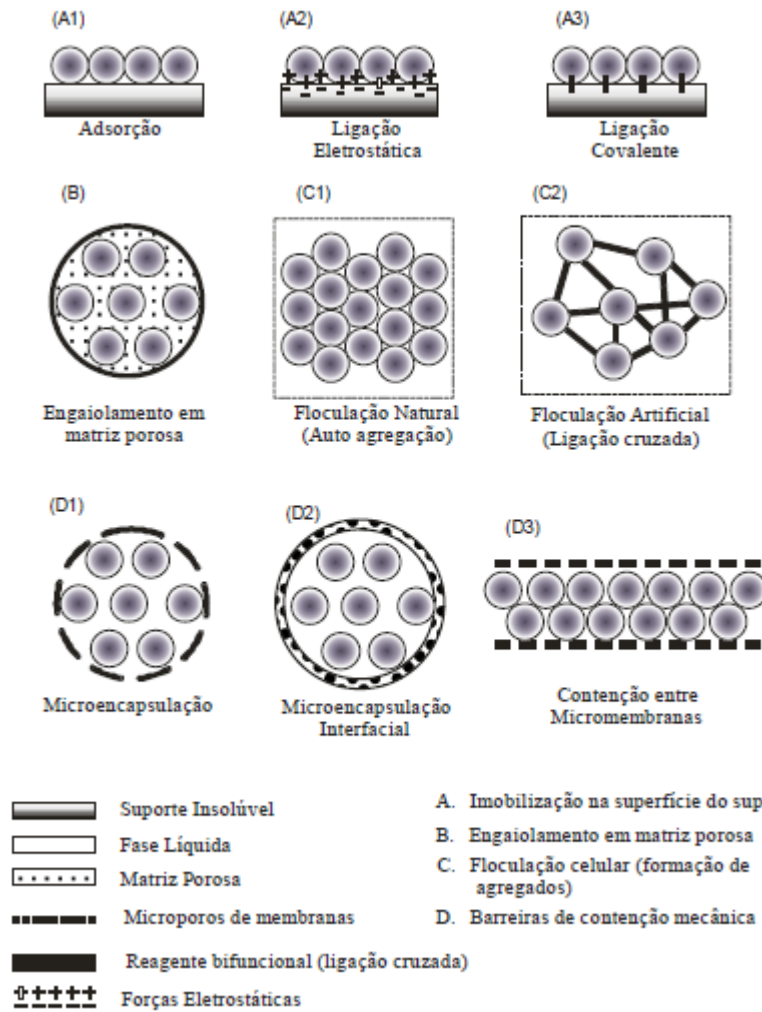 (A1)
(A2)
(A3)
Adsorção
Ligação
Eletrostática
Ligação
Covalente
(B)
(C1)
(C2)
Engaiolamento em
matriz porosa
Floculação Natural
(Auto agregação)
Floculação Artificial
(Ligação cruzada)
(D1)
(D2)
(D3)
Microencapsulação
Microencapsulação
Interfacial
Contenção entre
Micromembranas
Suporte Insolúvel
Fase Líquida
Matriz Porosa
Microporos de membranas
Reagente bifuncional (ligação cruzada)
Forças Eletrostáticas
A. Imobilização na superfície do sup
B. Engaiolamento em matriz porosa
C. Floculação celular (formação de
agregados)
D. Barreiras de contenção mecânica